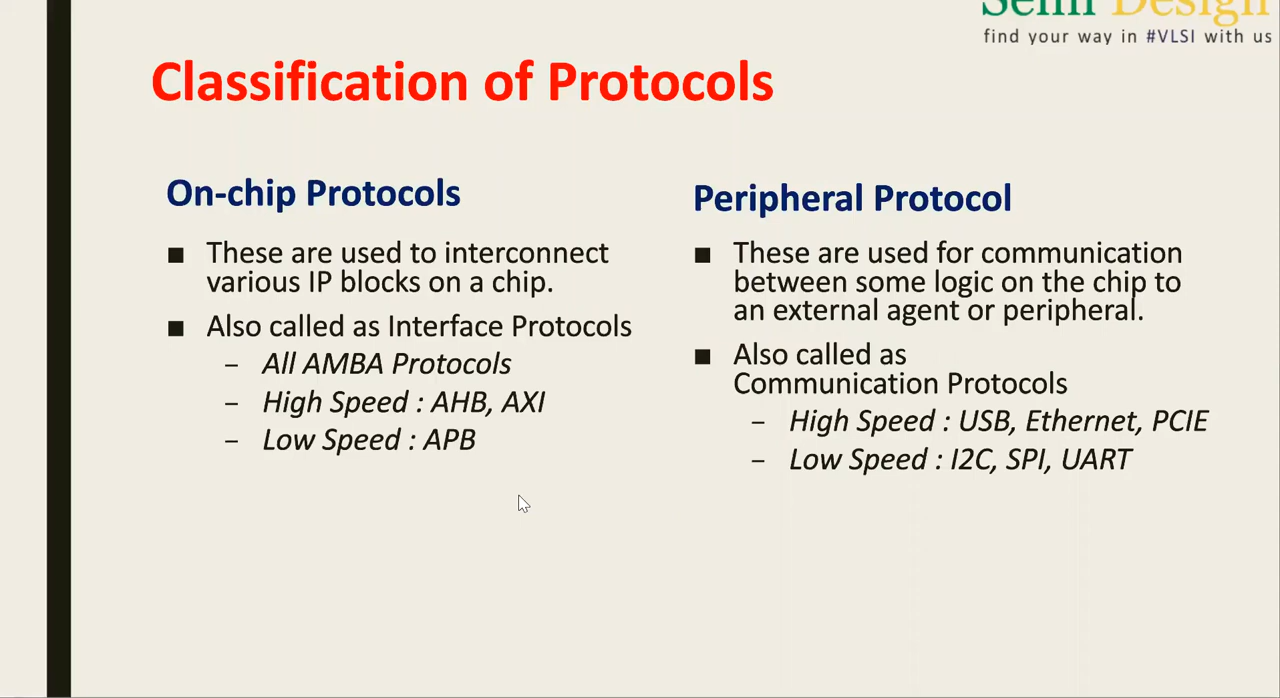 Semi Design
find your way in #VLSI with us
Classification of Protocols
On-chip Protocols
■ These are used to interconnect
various IP blocks on a chip.
■ Also called as Interface Protocols
– All AMBA Protocols
– High Speed : AHB, AXI
– Low Speed : APB
Peripheral Protocol
■ These are used for communication
between some logic on the chip to
an external agent or peripheral.
■ Also called as
Communication Protocols
– High Speed : USB, Ethernet, PCIE
– Low Speed : I2C, SPI, UART